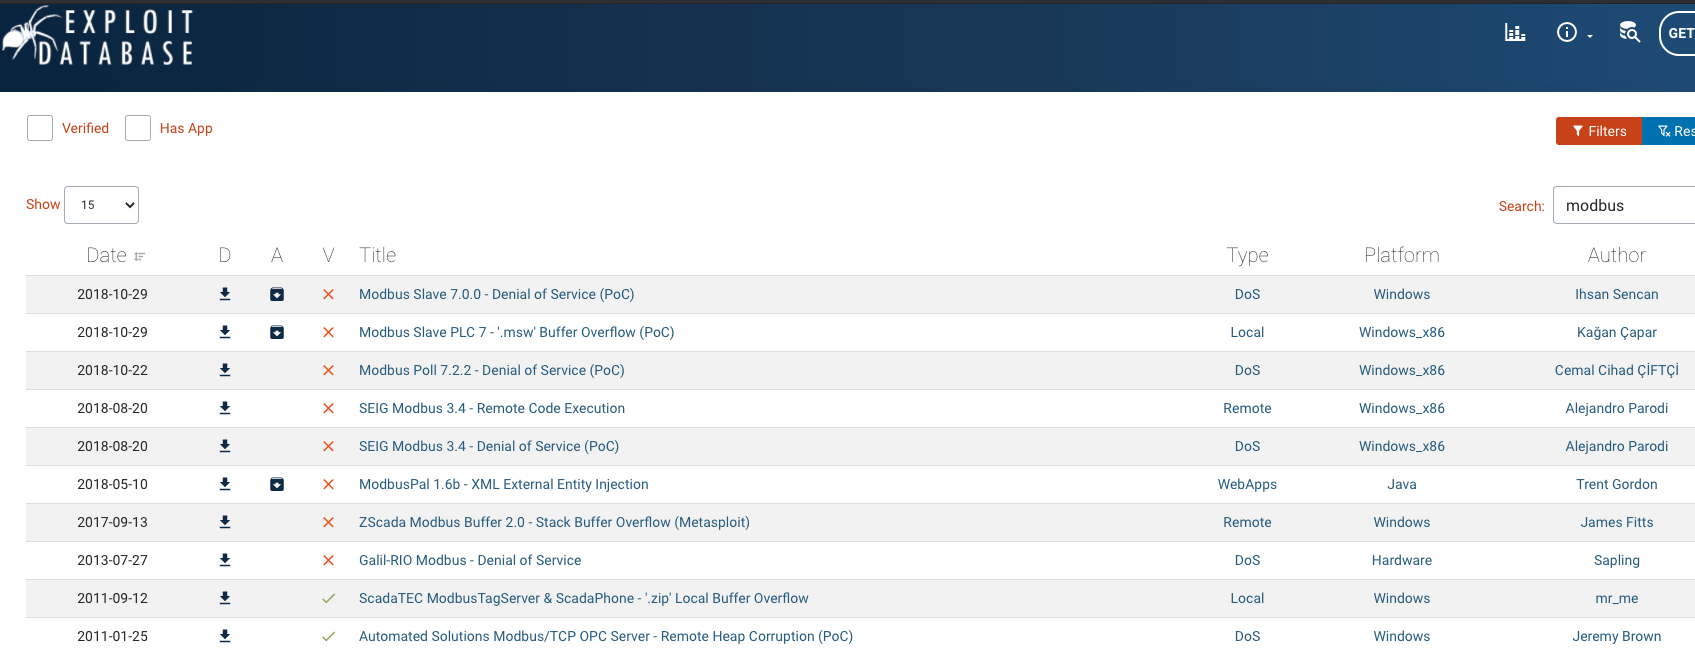 EXPLOIT
DATABASE
GET
Verified Has App
Filters Res
Show 15
Search: modbus
Date D A V Title Type Platform Author
2018-10-29 Modbus Slave 7.0.0 - Denial of Service (PoC) DoS Windows Ihsan Sencan
2018-10-29 Modbus Slave PLC 7 - '.msw' Buffer Overflow (PoC) Local Windows_x86 Kağan Çapar
2018-10-22 Modbus Poll 7.2.2 - Denial of Service (PoC) DoS Windows_x86 Cemal Cihad ÇİFTÇİ
2018-08-20 SEIG Modbus 3.4 - Remote Code Execution Remote Windows_x86 Alejandro Parodi
2018-08-20 SEIG Modbus 3.4 - Denial of Service (PoC) DoS Windows_x86 Alejandro Parodi
2018-05-10 ModbusPal 1.6b - XML External Entity Injection WebApps Java Trent Gordon
2017-09-13 ZScada Modbus Buffer 2.0 - Stack Buffer Overflow (Metasploit) Remote Windows James Fitts
2013-07-27 Galil-RIO Modbus - Denial of Service DoS Hardware Sapling
2011-09-12 ScadaTEC ModbusTagServer & ScadaPhone - '.zip' Local Buffer Overflow Local Windows mr_me
2011-01-25 Automated Solutions Modbus/TCP OPC Server - Remote Heap Corruption (PoC) DoS Windows Jeremy Brown